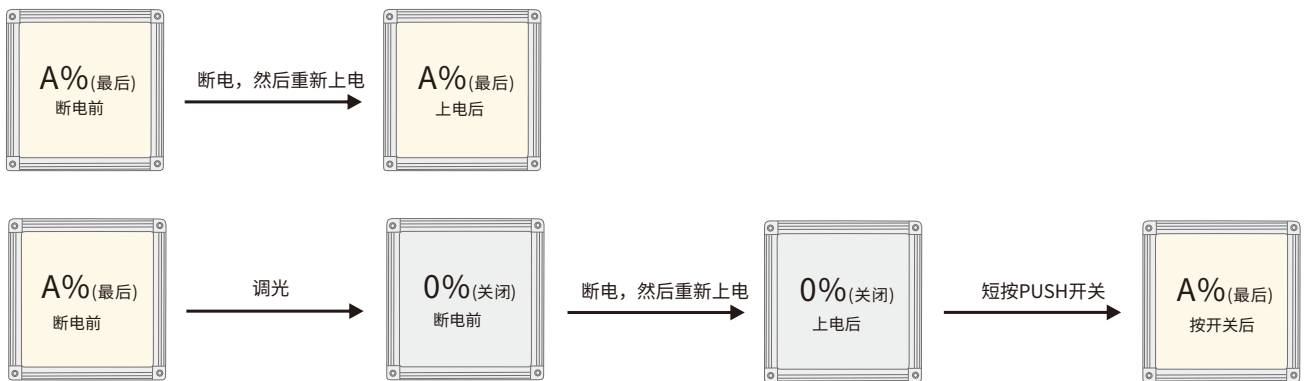 A%(最后)
断电前
断电，然后重新上电
A%(最后)
上电后
A%(最后)
断电前
调光
0%(关闭)
断电前
断电，然后重新上电
0%(关闭)
上电后
短按PUSH开关
A%(最后)
按开关后